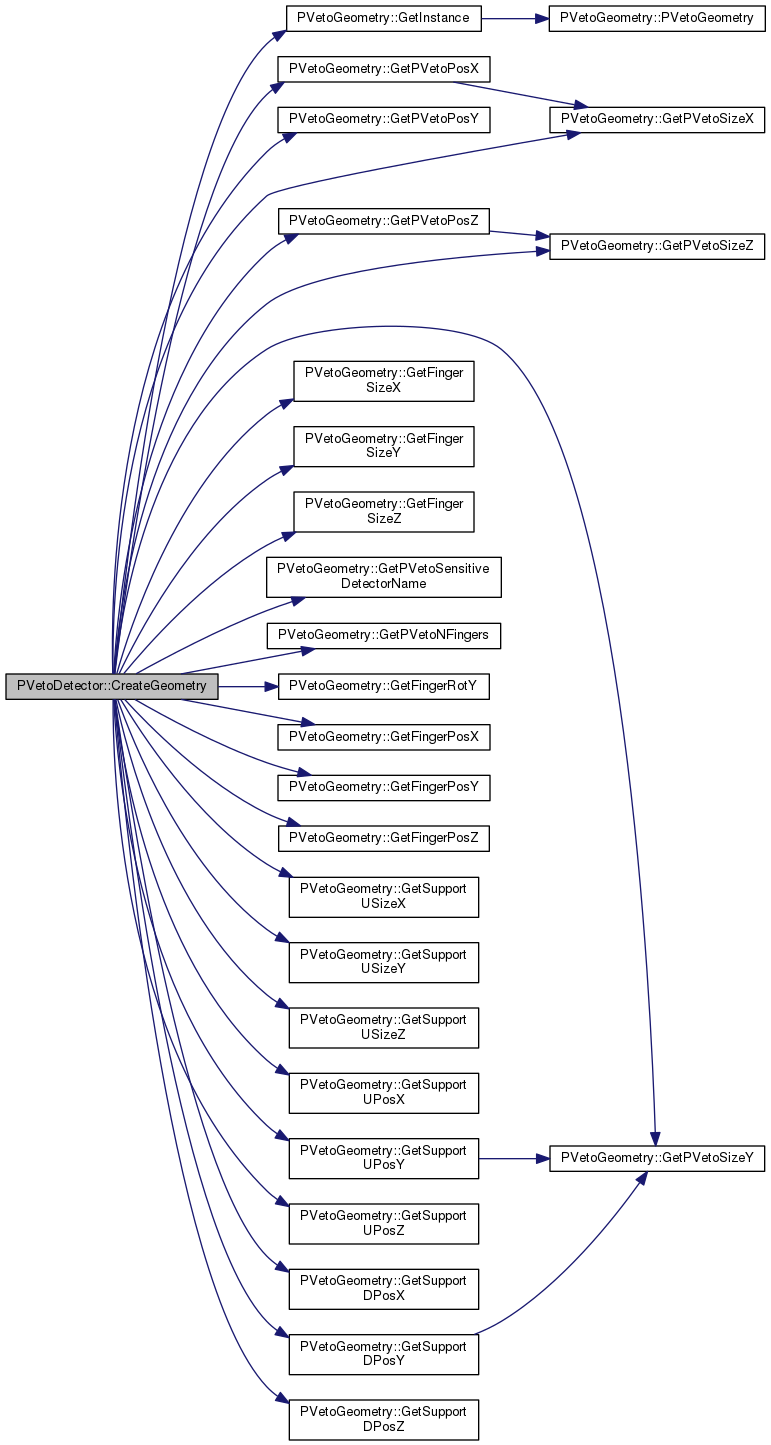 PVetoGeometry::GetInstance
PVetoGeometry::PVetoGeometry
PVetoGeometry::GetPVetoPosX
PVetoGeometry::GetPVetoPosY
PVetoGeometry::GetPVetoSizeX
PVetoGeometry::GetPVetoPosZ
PVetoGeometry::GetPVetoSizeZ
PVetoGeometry::GetFinger
SizeX
PVetoGeometry::GetFinger
SizeY
PVetoGeometry::GetFinger
SizeZ
PVetoGeometry::GetPVetoSensitive
DetectorName
PVetoGeometry::GetPVetoNFingers
PVetoDetector::CreateGeometry
PVetoGeometry::GetFingerRotY
PVetoGeometry::GetFingerPosX
PVetoGeometry::GetFingerPosY
PVetoGeometry::GetFingerPosZ
PVetoGeometry::GetSupport
USizeX
PVetoGeometry::GetSupport
USizeY
PVetoGeometry::GetSupport
USizeZ
PVetoGeometry::GetSupport
UPosX
PVetoGeometry::GetSupport
UPosY
PVetoGeometry::GetPVetoSizeY
PVetoGeometry::GetSupport
UPosZ
PVetoGeometry::GetSupport
DPosX
PVetoGeometry::GetSupport
DPosY
PVetoGeometry::GetSupport
DPosZ